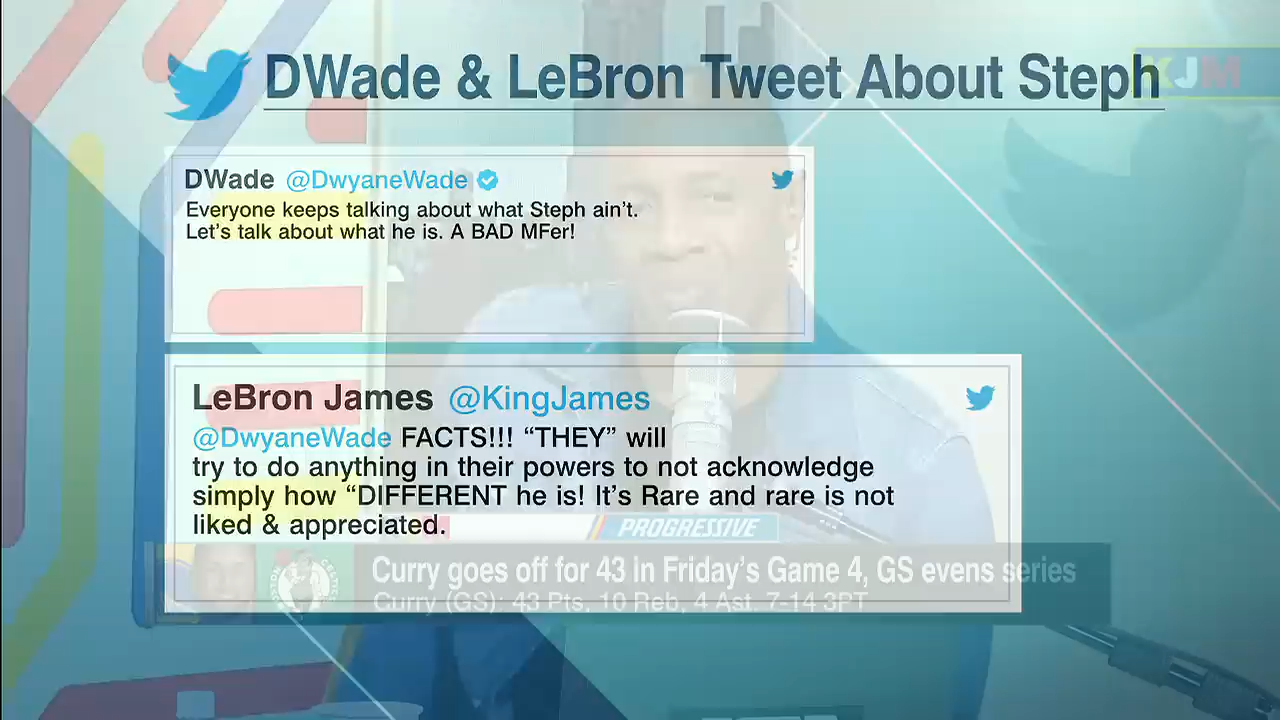 DWade & LeBron Tweet About Steph
KJM
DWade @DwyaneWade
Everyone keeps talking about what Steph ain't.
Let's talk about what he is. A BAD MFer!
LeBron James @KingJames
@DwyaneWade FACTS!!! “THEY” will
try to do anything in their powers to not acknowledge
simply how “DIFFERENT he is! It's Rare and rare is not
liked & appreciated.
PROGRESSIVE
Curry goes off for 43 in Friday's Game 4, GS evens series
Curry (GS): 43 Pts, 10 Reb, 4 Ast. 7-14 3PT